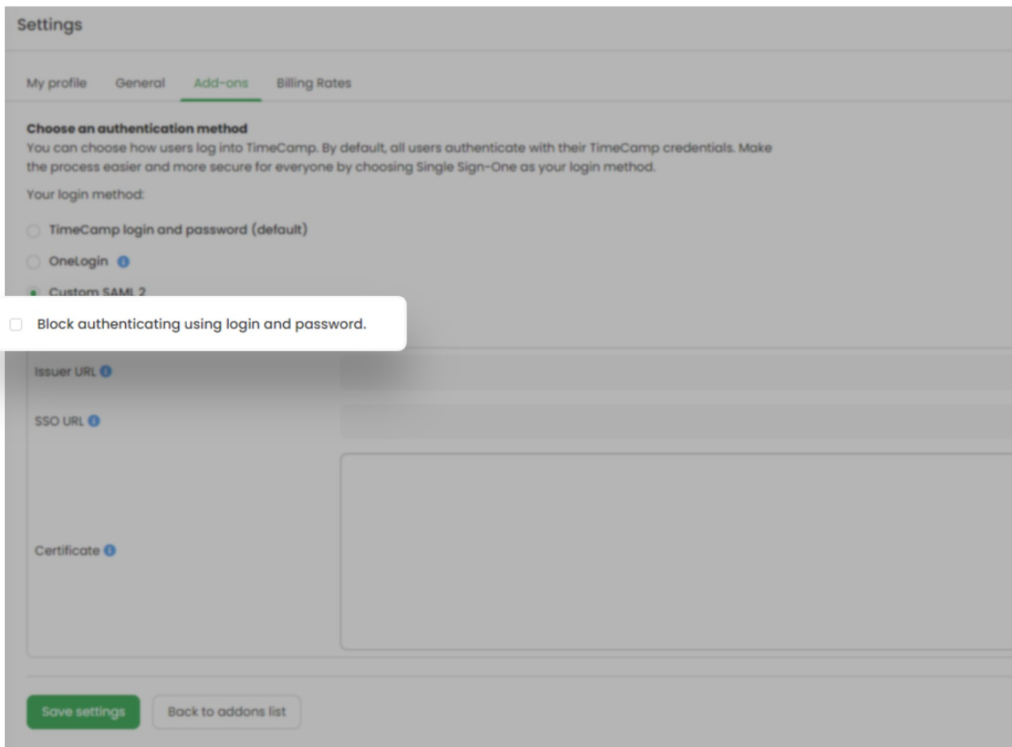 Settings
My profile General Add-ons Billing Rates
Choose an authentication method
You can choose how users log into TimeCamp. By default, all users authenticate with their TimeCamp credentials. Make
the process easier and more secure for everyone by choosing Single Sign-One as your login method.
Your login method:
TimeCamp login and password (default)
OneLogin
Custom SAML 2
Block authenticating using login and password.
Issuer URL
SSO URL
Certificate
Save settings Back to addons list